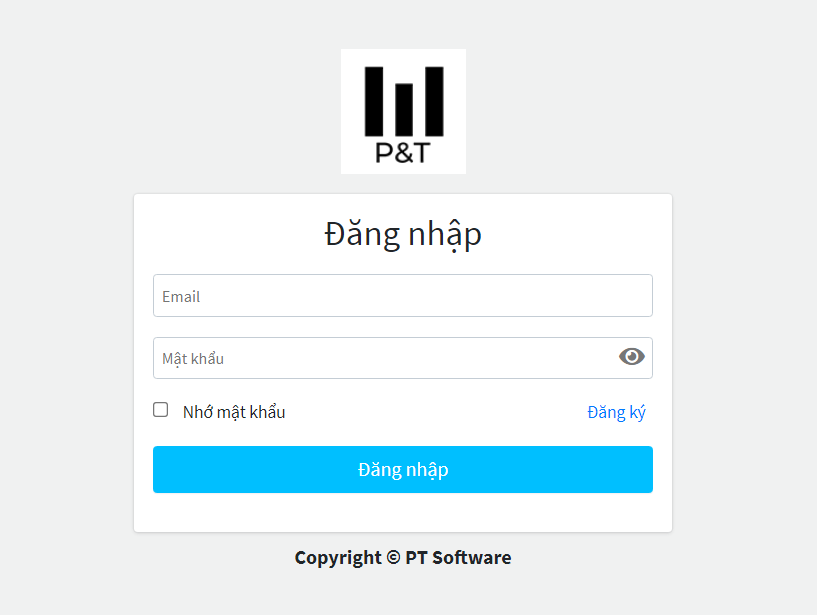 P&T
Đăng nhập
Email
Mật khẩu
Nhớ mật khẩu Đăng ký
Đăng nhập
Copyright © PT Software